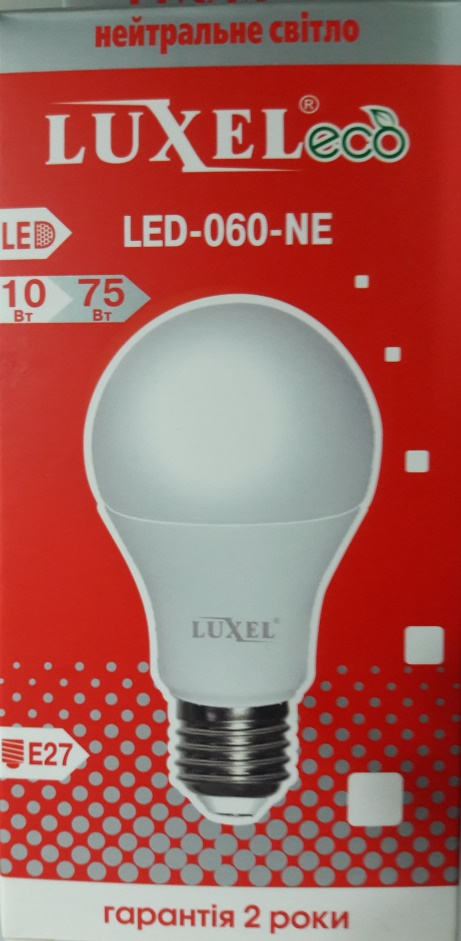 нейтральне світло
LUXEL® eco
LED
LED-060-NE
10 Вт 75 Вт
LUXEL®
E27
гарантія 2 роки